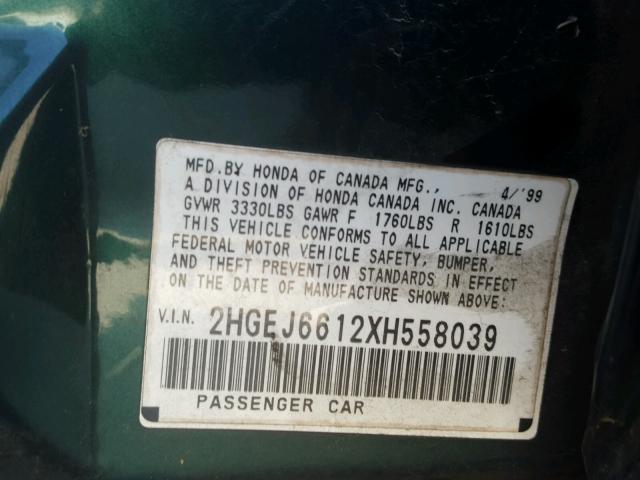 MFD.BY HONDA OF CANADA MFG., 4/'99
A DIVISION OF HONDA CANADA INC. CANADA
GVWR 3330LBS GAWR F 1760LBS R 1610LBS
THIS VEHICLE CONFORMS TO ALL APPLICABLE
FEDERAL MOTOR VEHICLE SAFETY, BUMPER,
AND THEFT PREVENTION STANDARDS IN EFFECT
ON THE DATE OF MANUFACTURE SHOWN ABOVE:
V.I.N. 2HGEJ6612XH558039
PASSENGER CAR